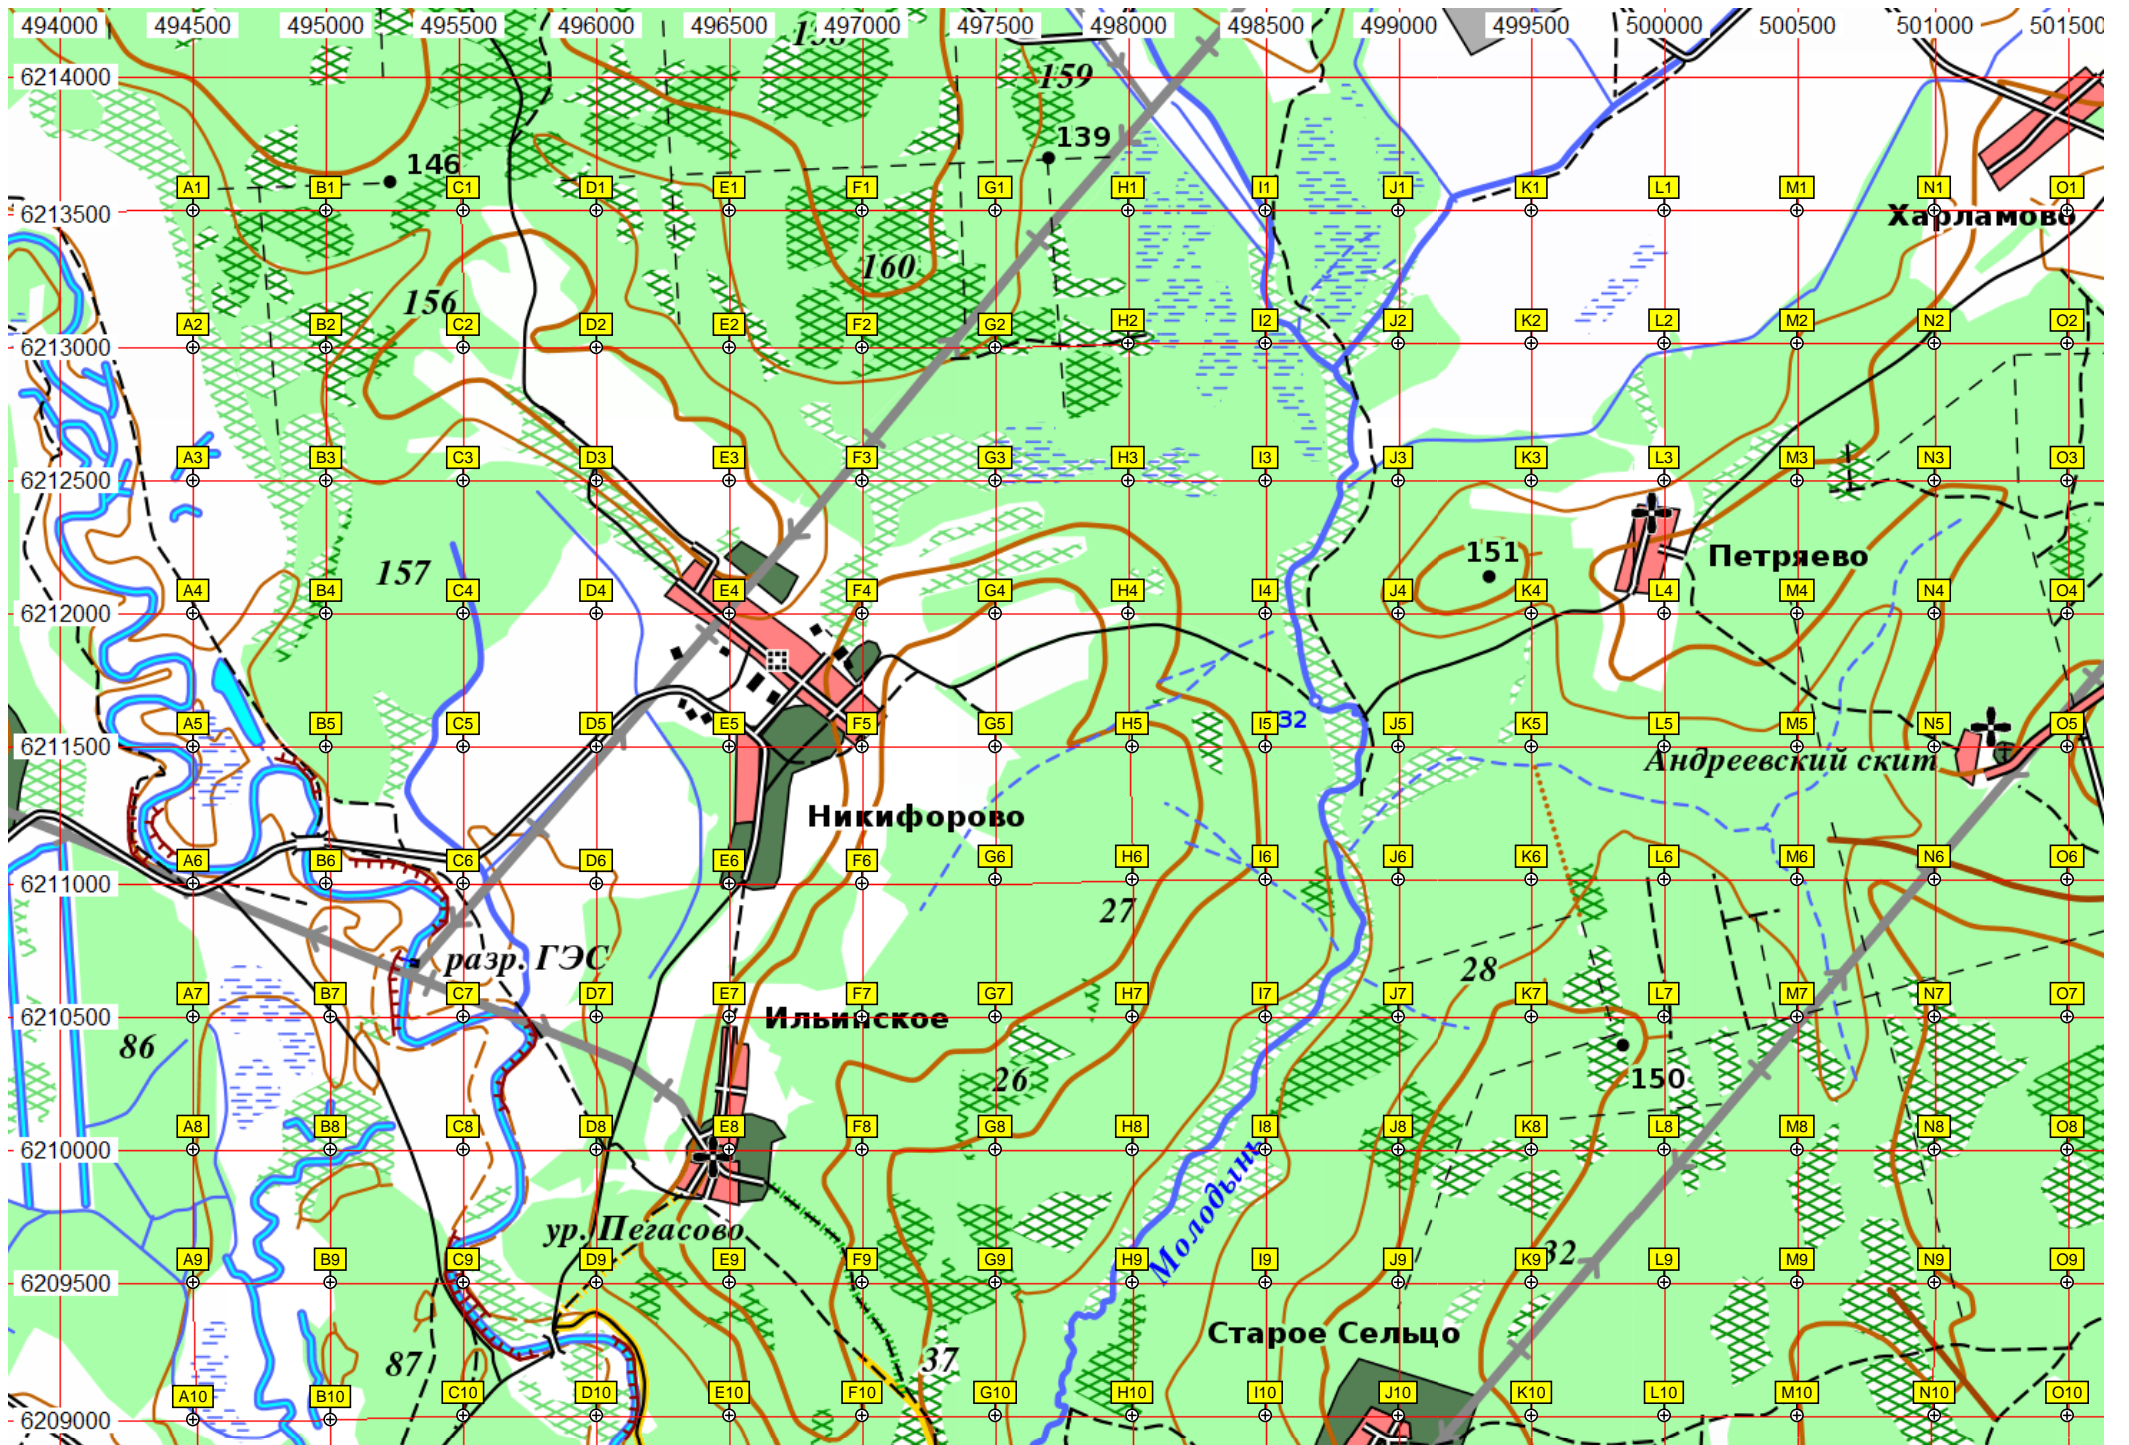 494000 494500 495000 495500 496000 496500 497000 497500 498000 498500 499000 499500 500000 500500 501000 501500
6214000
159
139
146
A1 B1 C1 D1 E1 F1 G1 H1 I1 J1 K1 L1 M1 N1 O1
6213500
Харламово
160
156
A2 B2 C2 D2 E2 F2 G2 H2 I2 J2 K2 L2 M2 N2 O2
6213000
A3 B3 C3 D3 E3 F3 G3 H3 I3 J3 K3 L3 M3 N3 O3
6212500
151
Петряево
157
A4 B4 C4 D4 E4 F4 G4 H4 I4 J4 K4 L4 M4 N4 O4
6212000
A5 B5 C5 D5 E5 F5 G5 H5 I5 132 J5 K5 L5 M5 N5 O5
6211500
Андреевский скит
Никифорово
A6 B6 C6 D6 E6 F6 G6 H6 I6 J6 K6 L6 M6 N6 O6
6211000
27
разр. ГЭС
28
A7 B7 C7 D7 E7 F7 G7 H7 I7 J7 K7 L7 M7 N7 O7
6210500
Ильинское
86
26
150
A8 B8 C8 D8 E8 F8 G8 H8 I8 J8 K8 L8 M8 N8 O8
6210000
Молодынь
ур. Пегасово
32
A9 B9 C9 D9 E9 F9 G9 H9 I9 J9 K9 L9 M9 N9 O9
6209500
Старое Сельцо
87
37
A10 B10 C10 D10 E10 F10 G10 H10 I10 J10 K10 L10 M10 N10 O10
6209000